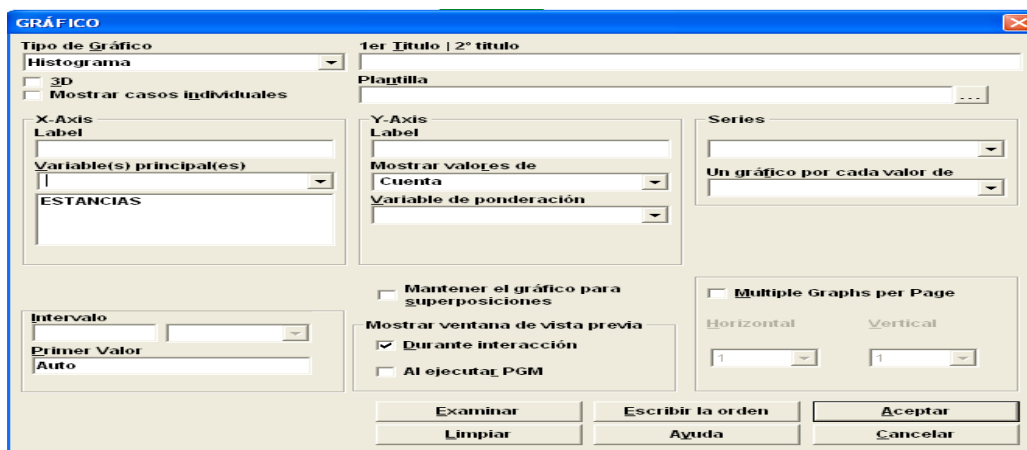 GRÁFICO
Tipo de Gráfico
Histograma
3D
Mostrar casos individuales
1er Titulo | 2º titulo
Plantilla
...
X-Axis
Label
Variable(s) principal(es)
ESTANCIAS
Y-Axis
Label
Mostrar valores de
Cuenta
Variable de ponderación
Series
Un gráfico por cada valor de
Intervalo
Primer Valor
Auto
Mantener el gráfico para
superposiciones
Mostrar ventana de vista previa
Durante interacción
Al ejecutar PGM
Multiple Graphs per Page
Horizontal Vertical
1 1
Examinar Escribir la orden Aceptar
Limpiar Ayuda Cancelar